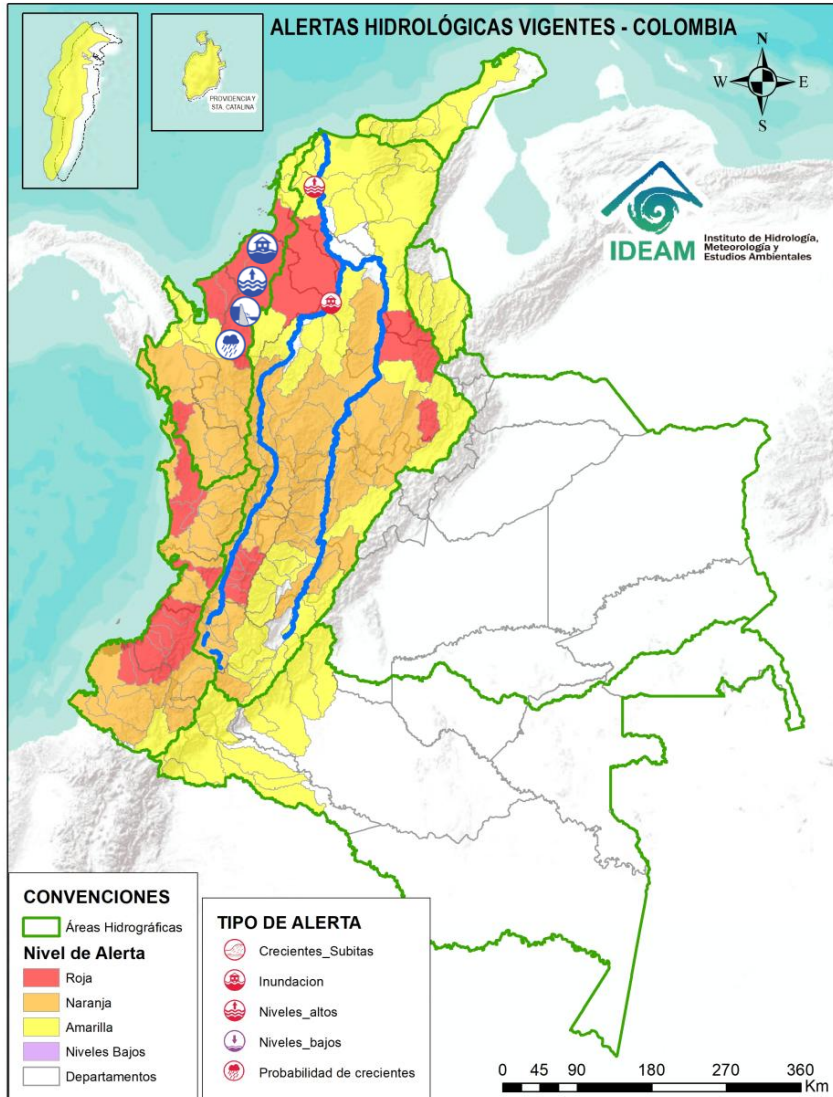 ALERTAS HIDROLÓGICAS VIGENTES - COLOMBIA
PROVIDENCIA Y
STA. CATALINA
N
W
E
S
IDEAM
Instituto de Hidrología,
Meteorología y
Estudios Ambientales
CONVENCIONES
Áreas Hidrográficas
Nivel de Alerta
Roja
Naranja
Amarilla
Niveles Bajos
Departamentos
TIPO DE ALERTA
Crecientes_Subitas
Inundacion
Niveles_altos
Niveles_bajos
Probabilidad de crecientes
0 45 90 180 270 360
Km